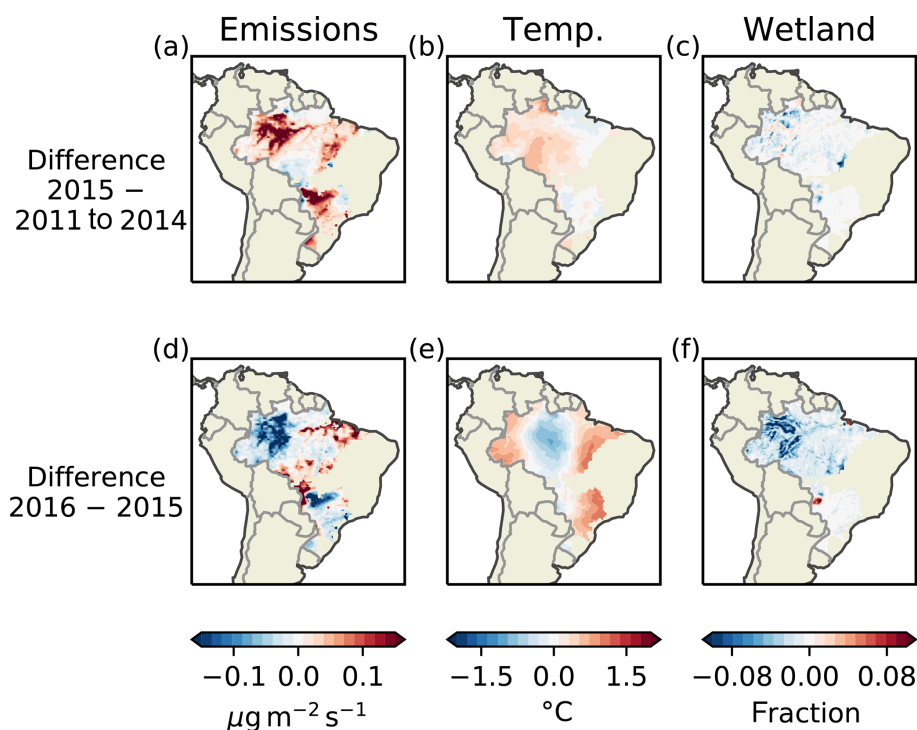 Emissions
Temp.
Wetland
(a)
(b)
(c)
Difference
2015 −
2011 to 2014
(d)
(e)
(f)
Difference
2016 − 2015
−0.1 0.0 0.1
−1.5 0.0 1.5
−0.08 0.00 0.08
μg m⁻² s⁻¹
°C
Fraction